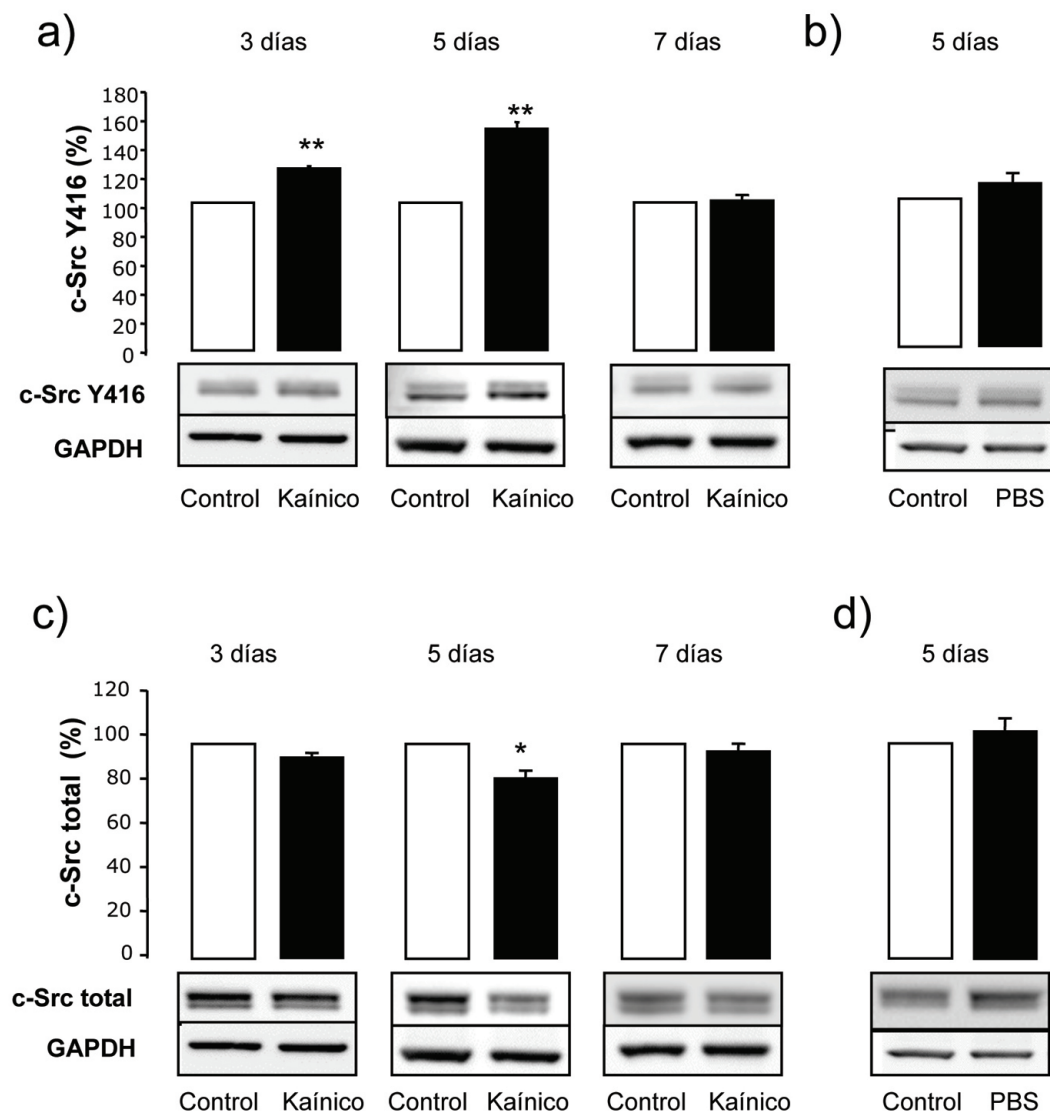 a)
3 días 5 días 7 días
b)
5 días
c-Src Y416 (%)
180
160
140
120
100
80
60
40
20
0
**
**
c-Src Y416
GAPDH
Control Kaínico Control Kaínico Control Kaínico
Control PBS
c)
3 días 5 días 7 días
d)
5 días
c-Src total (%)
120
100
80
60
40
20
0
*
c-Src total
GAPDH
Control Kaínico Control Kaínico Control Kaínico
Control PBS